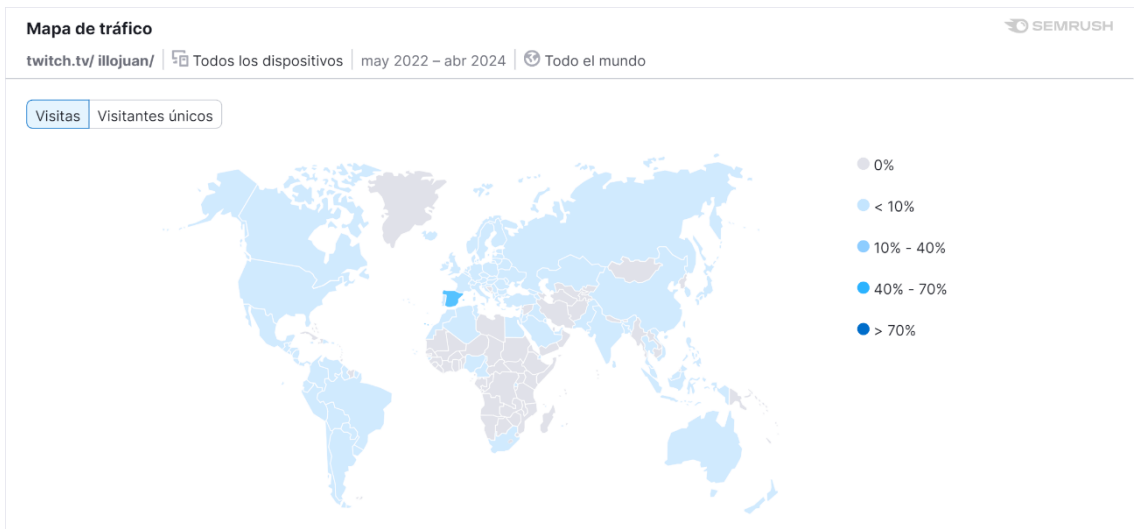 Mapa de tráfico
SEMRUSH
twitch.tv/ illojuan/ Todos los dispositivos may 2022 – abr 2024 Todo el mundo
Visitas Visitantes únicos
0%
< 10%
10% - 40%
40% - 70%
> 70%